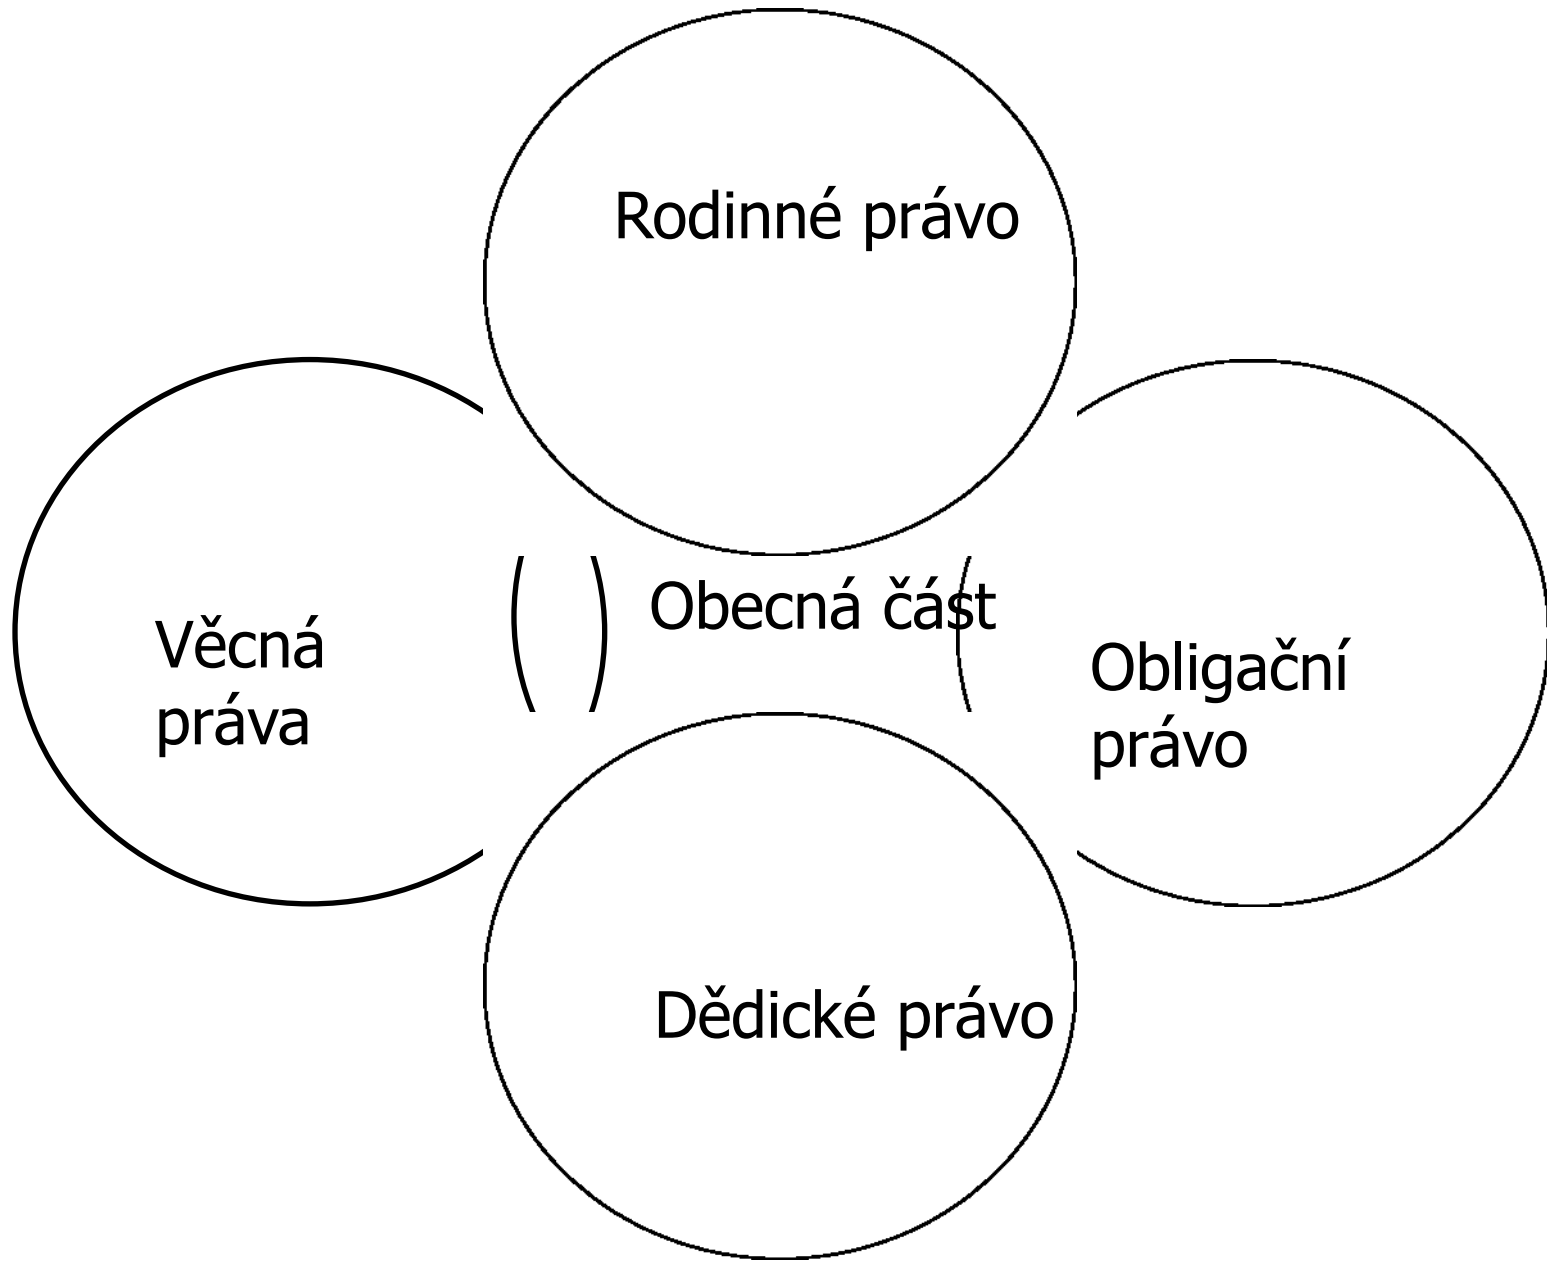 Rodinné právo
Obecná část
Věcná
práva
Obligační
právo
Dědické právo